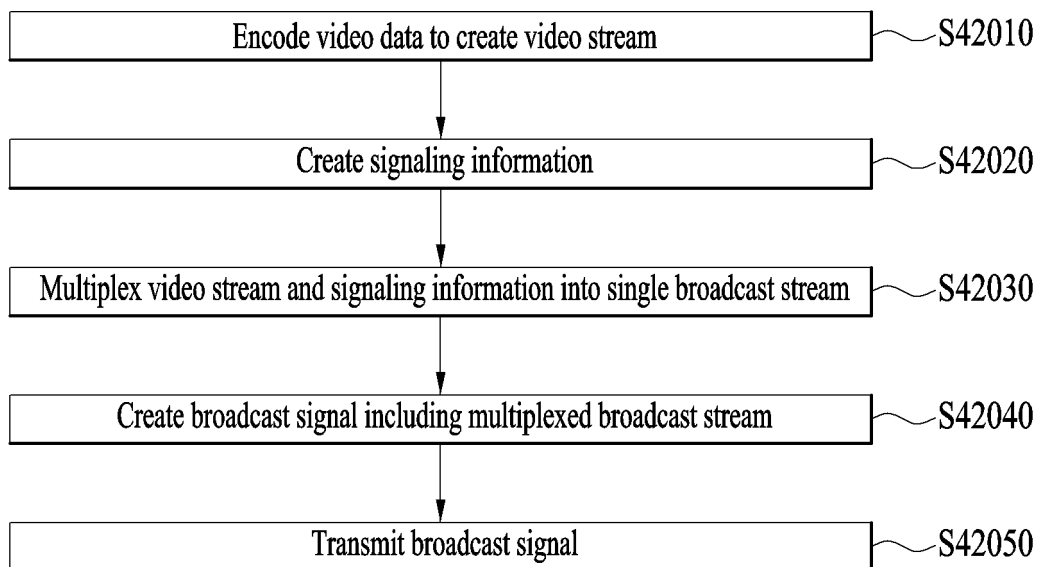 Encode video data to create video stream
S42010
Create signaling information
S42020
Multiplex video stream and signaling information into single broadcast stream
S42030
Create broadcast signal including multiplexed broadcast stream
S42040
Transmit broadcast signal
S42050